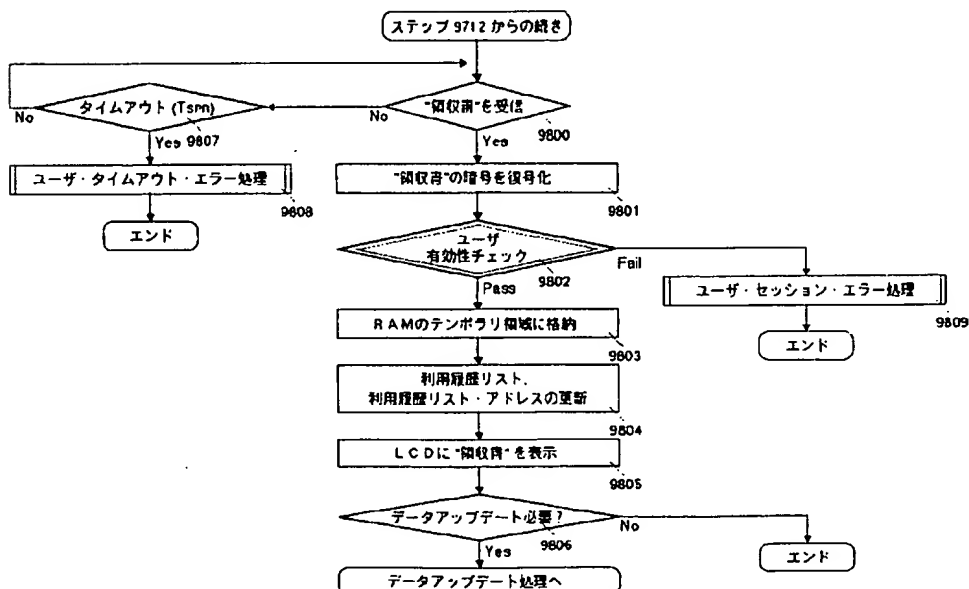 ステップ 9712 からの続き
タイムアウト (Tsrn)
9807
No
Yes
"領収書"を受信
9800
No
Yes
ユーザ・タイムアウト・エラー処理
9808
エンド
"領収書"の暗号を復号化
9801
ユーザ
有効性チェック
9802
Fail
Pass
ユーザ・セッション・エラー処理
9809
エンド
RAMのテンポラリ領域に格納
9803
利用履歴リスト、
利用履歴リスト・アドレスの更新
9804
LCDに"領収書"を表示
9805
データアップデート必要?
9806
No
Yes
エンド
データアップデート処理へ